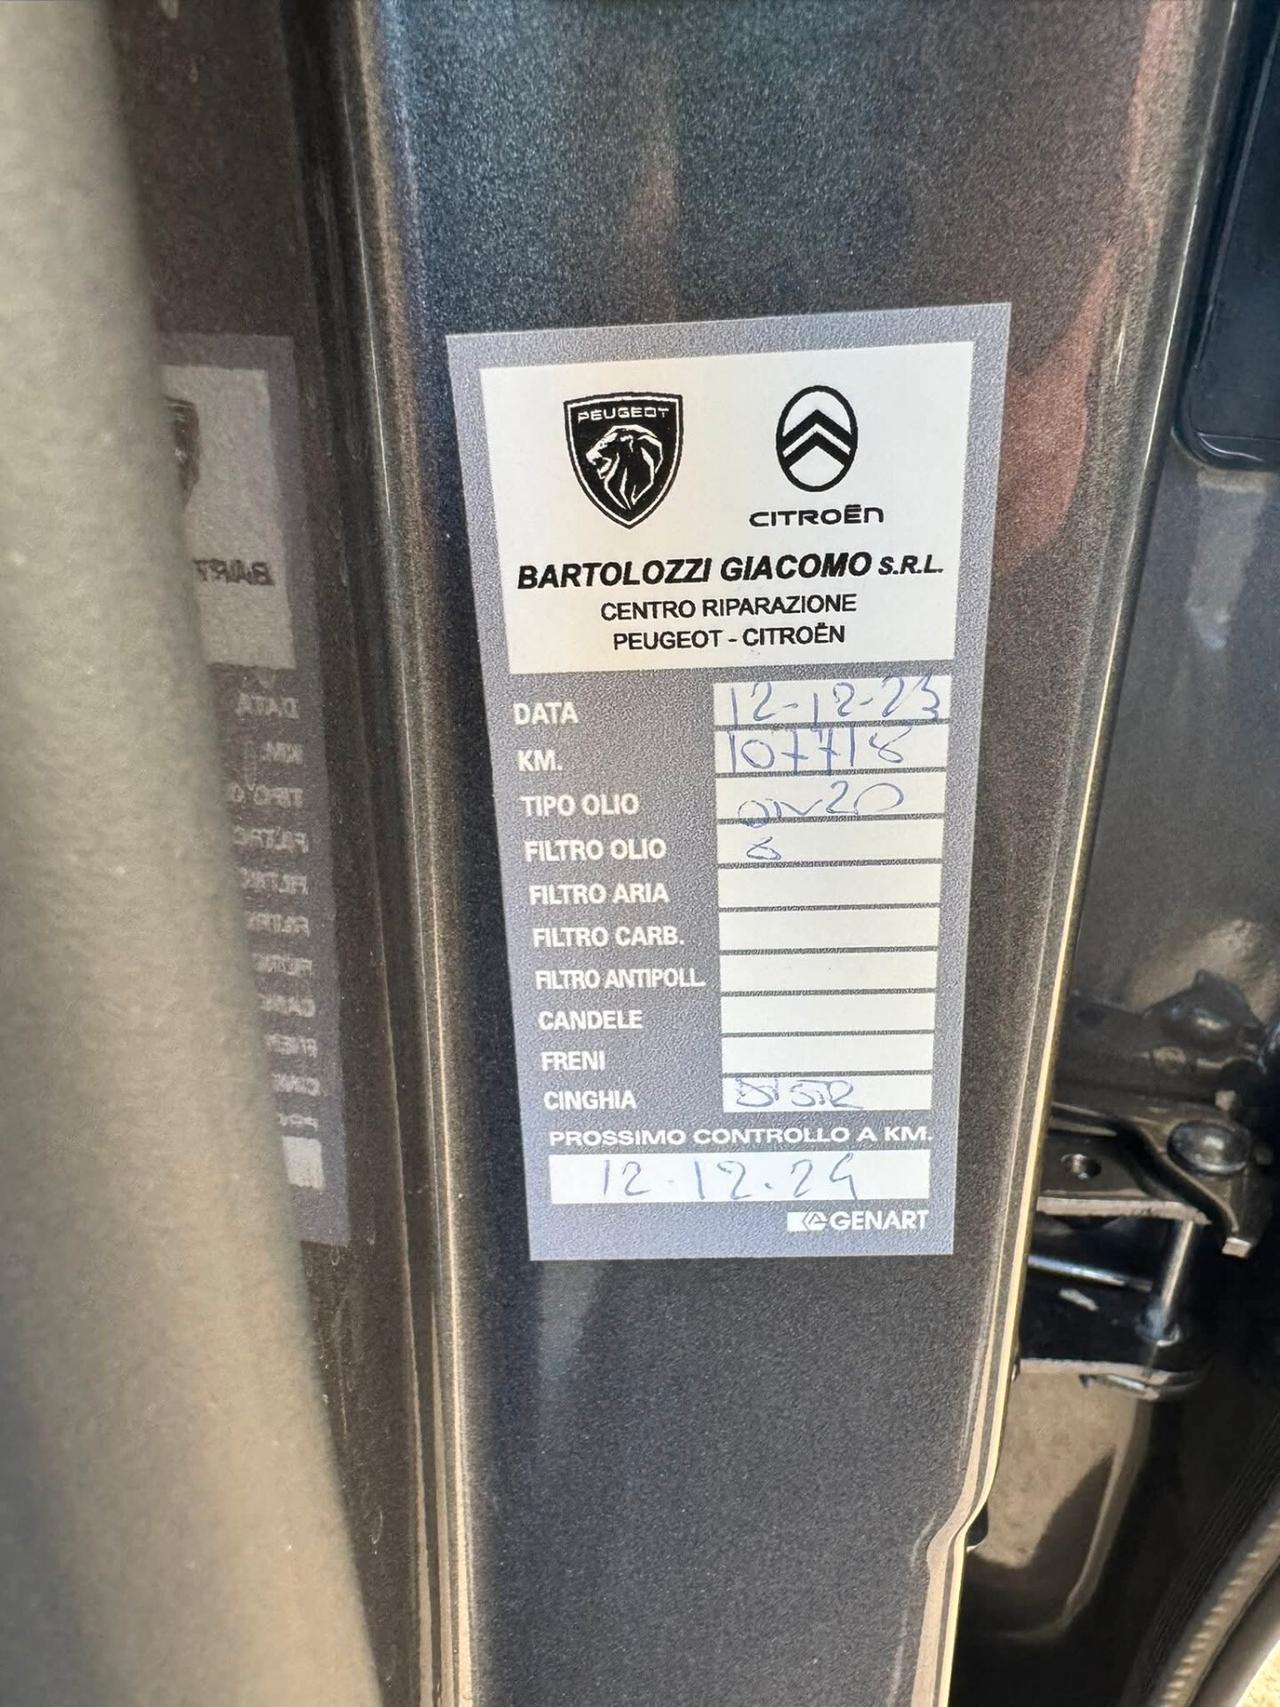 PEUGEOT
CITROËN
BARTOLOZZI GIACOMO S.R.L.
CENTRO RIPARAZIONE
PEUGEOT - CITROËN
DATA 12-12-23
KM. 107718
TIPO OLIO 0W20
FILTRO OLIO
FILTRO ARIA
FILTRO CARB.
FILTRO ANTIPOLL.
CANDELE
FRENI
CINGHIA DISTR
PROSSIMO CONTROLLO A KM.
12.12.24
GENART